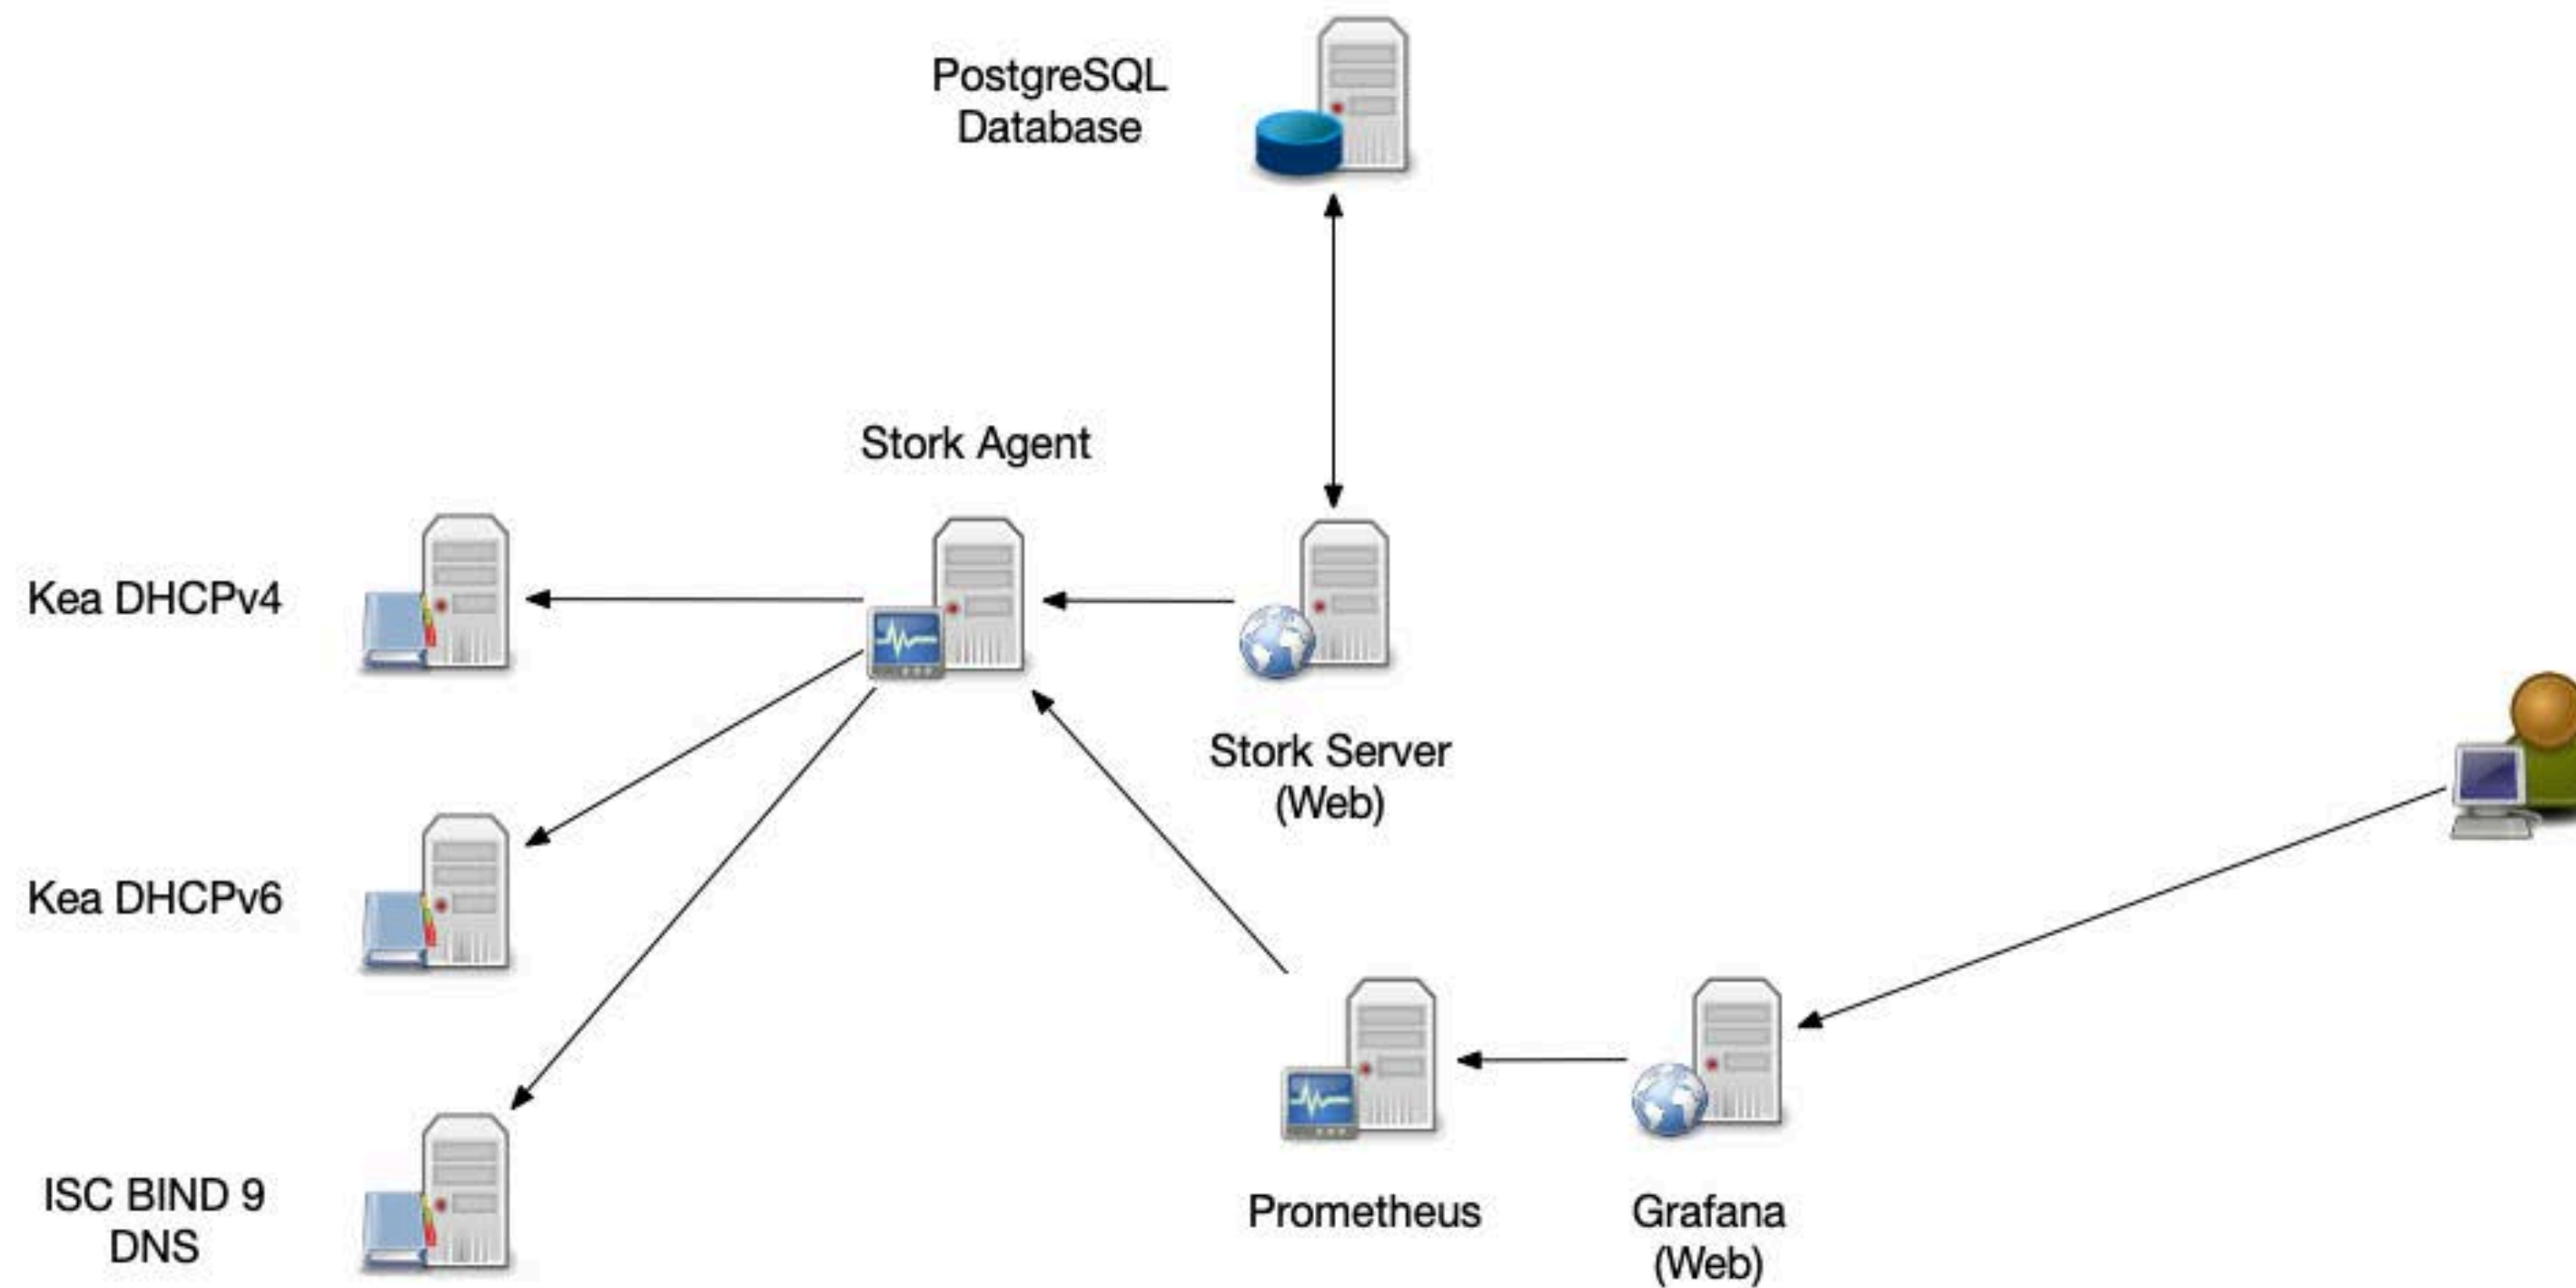 PostgreSQL
Database
Stork Agent
Kea DHCPv4
Stork Server
(Web)
Kea DHCPv6
ISC BIND 9
DNS
Prometheus
Grafana
(Web)